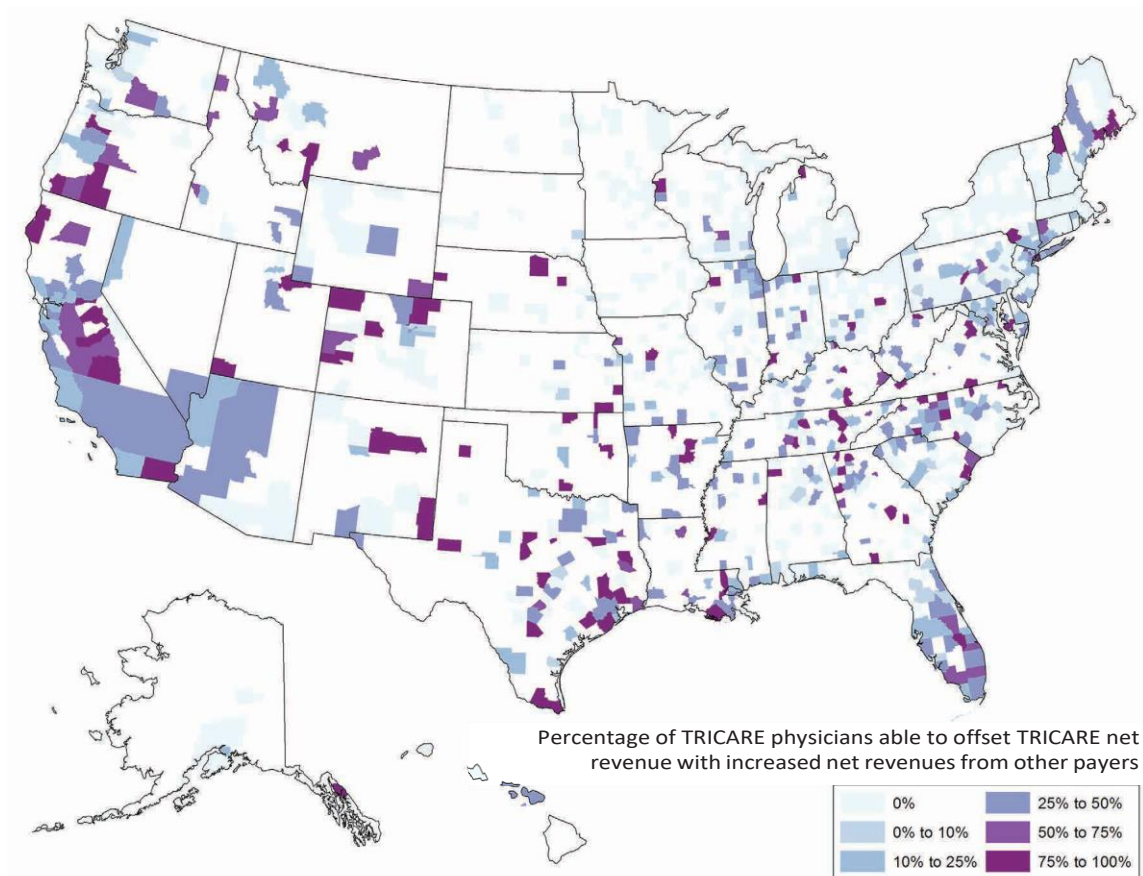 Percentage of TRICARE physicians able to offset TRICARE net
revenue with increased net revenues from other payers
0%
25% to 50%
0% to 10%
50% to 75%
10% to 25%
75% to 100%